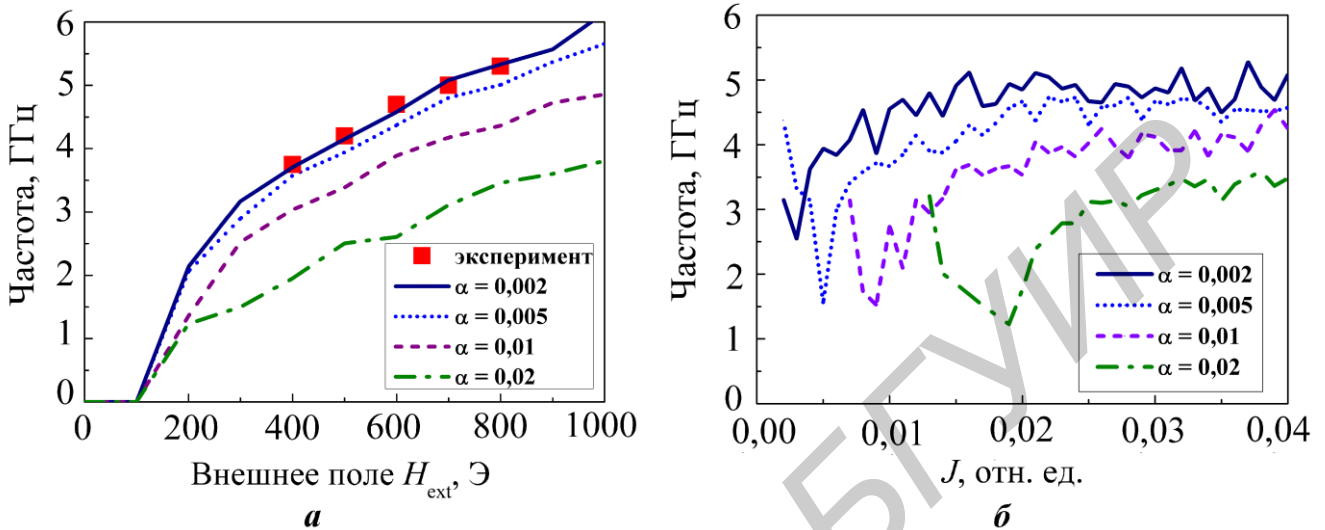 6
5
4
3
2
1
0
Частота, ГГц
эксперимент
α = 0,002
α = 0,005
α = 0,01
α = 0,02
0 200 400 600 800 1000
Внешнее поле Hext, Э
а
6
5
4
3
2
1
0
Частота, ГГц
α = 0,002
α = 0,005
α = 0,01
α = 0,02
0,00 0,01 0,02 0,03 0,04
J, отн. ед.
б
БГУИР